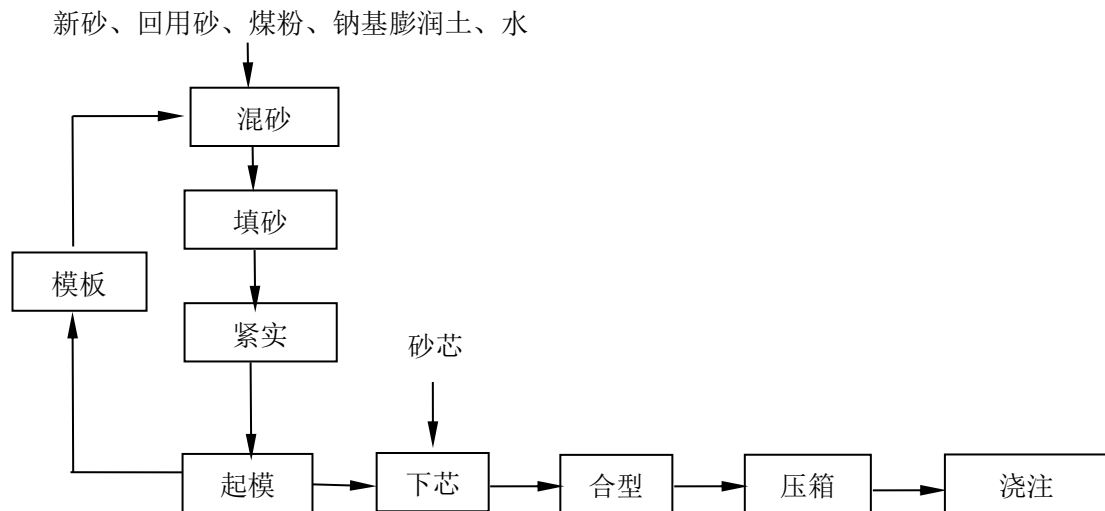 新砂、回用砂、煤粉、钠基膨润土、水
混砂
填砂
模板
紧实
砂芯
起模
下芯
合型
压箱
浇注